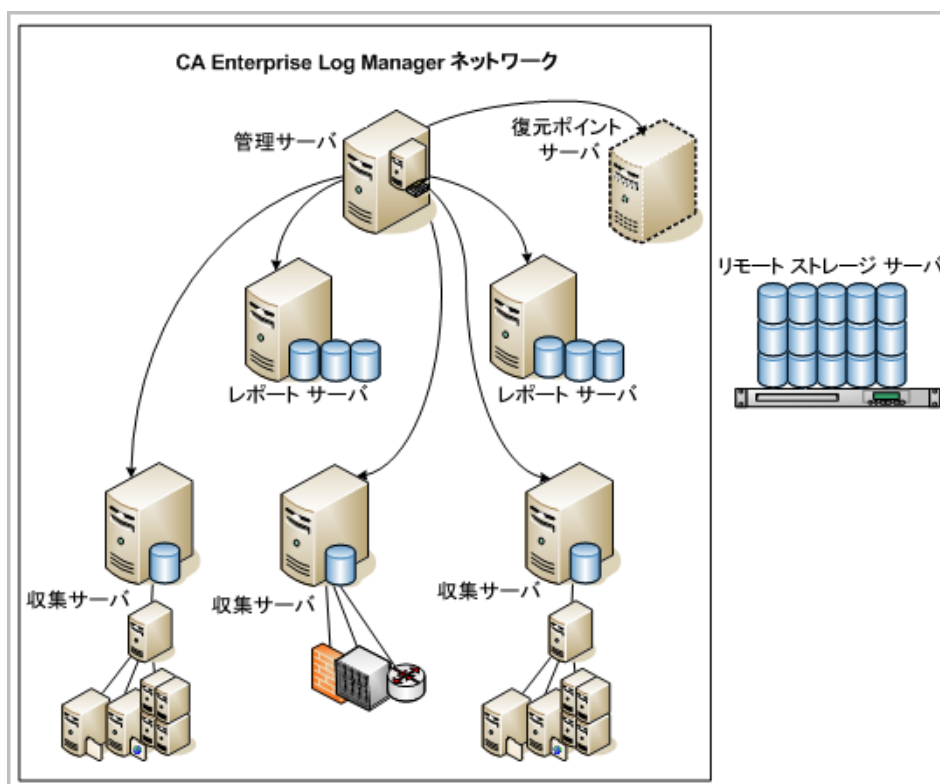 CA Enterprise Log Manager ネットワーク
管理サーバ
復元ポイント
サーバ
リモート ストレージ サーバ
レポート サーバ
レポート サーバ
収集サーバ
収集サーバ
収集サーバ